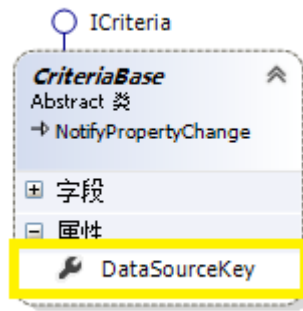 ICriteria
CriteriaBase
Abstract 类
NotifyPropertyChange
字段
属性
DataSourceKey